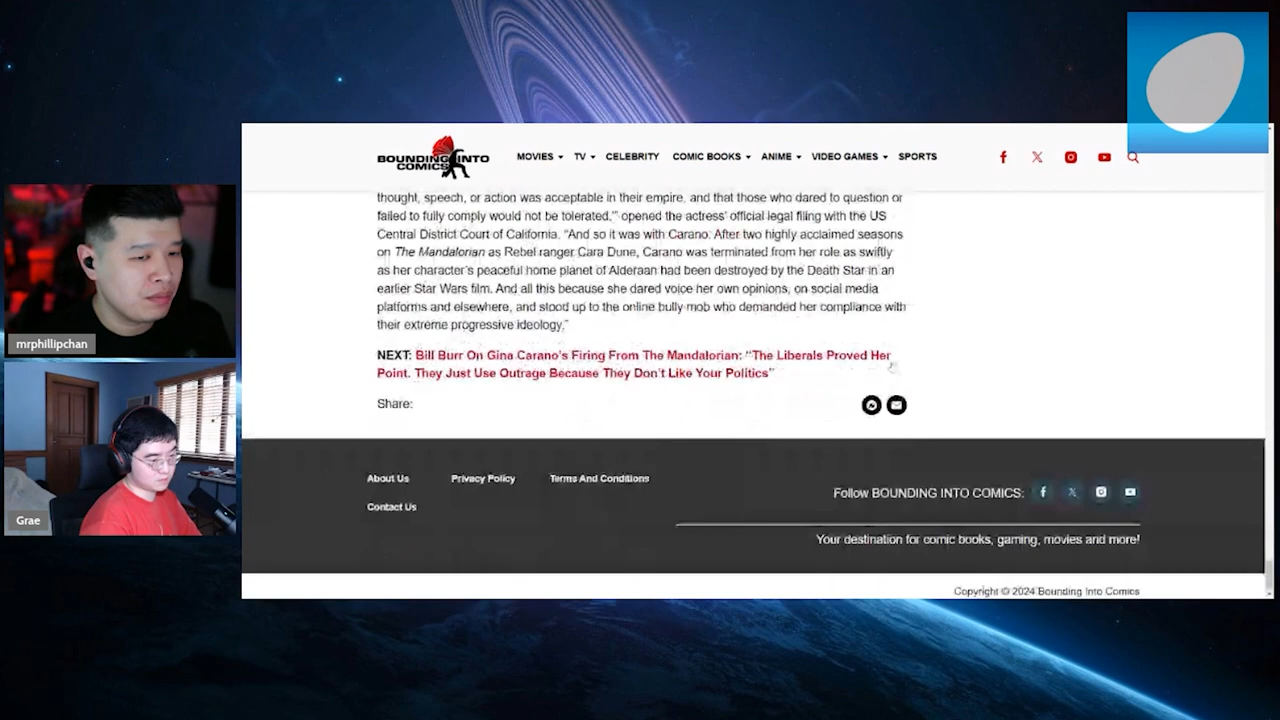 BOUNDING INTO
COMICS
MOVIES TV CELEBRITY COMIC BOOKS ANIME VIDEO GAMES SPORTS
thought, speech, or action was acceptable in their empire, and that those who dared to question or
failed to fully comply would not be tolerated,'" opened the actress' official legal filing with the US
Central District Court of California. "And so it was with Carano. After two highly acclaimed seasons
on The Mandalorian as Rebel ranger Cara Dune, Carano was terminated from her role as swiftly
as her character's peaceful home planet of Alderaan had been destroyed by the Death Star in an
earlier Star Wars film. And all this because she dared voice her own opinions, on social media
platforms and elsewhere, and stood up to the online bully mob who demanded her compliance with
their extreme progressive ideology."
NEXT: Bill Burr On Gina Carano's Firing From The Mandalorian: "The Liberals Proved Her
Point. They Just Use Outrage Because They Don't Like Your Politics"
Share:
About Us Privacy Policy Terms And Conditions
Contact Us
Follow BOUNDING INTO COMICS:
Your destination for comic books, gaming, movies and more!
Copyright © 2024 Bounding Into Comics
mrphillipchan
Grae